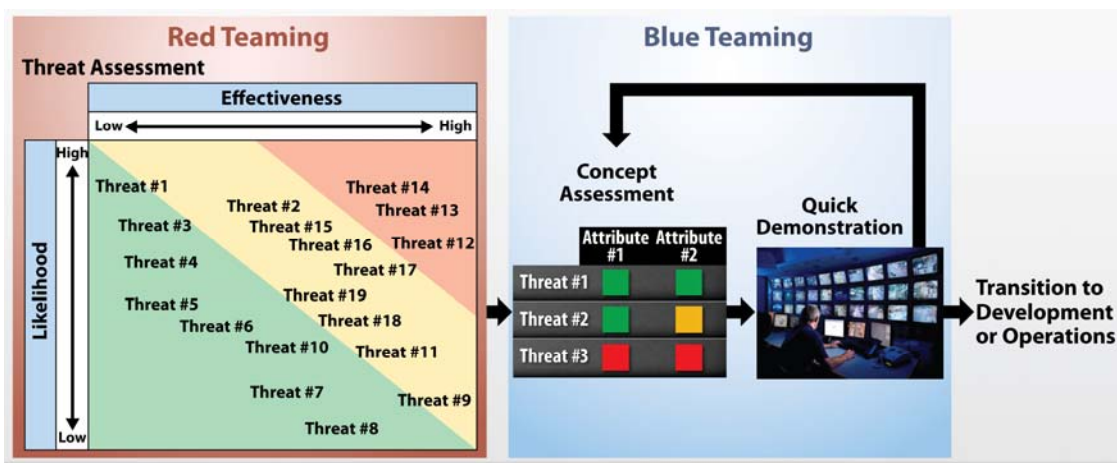 Red Teaming
Threat Assessment
Effectiveness
Low
High
Likelihood
High
Low
Threat #1
Threat #14
Threat #2
Threat #13
Threat #3
Threat #15
Threat #16
Threat #12
Threat #4
Threat #17
Threat #5
Threat #19
Threat #6
Threat #18
Threat #10
Threat #11
Threat #7
Threat #9
Threat #8
Blue Teaming
Concept
Assessment
Attribute
#1
Attribute
#2
Threat #1
Threat #2
Threat #3
Quick
Demonstration
Transition to
Development
or Operations